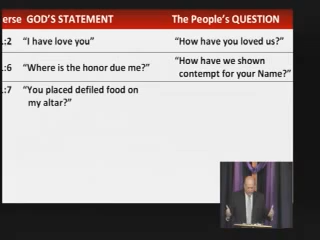 erse GOD'S STATEMENT The People's QUESTION
.:2 “I have love you” “How have you loved us?”
.:6 “Where is the honor due me?” “How have we shown
contempt for your Name?”
.:7 “You placed defiled food on
my altar?”